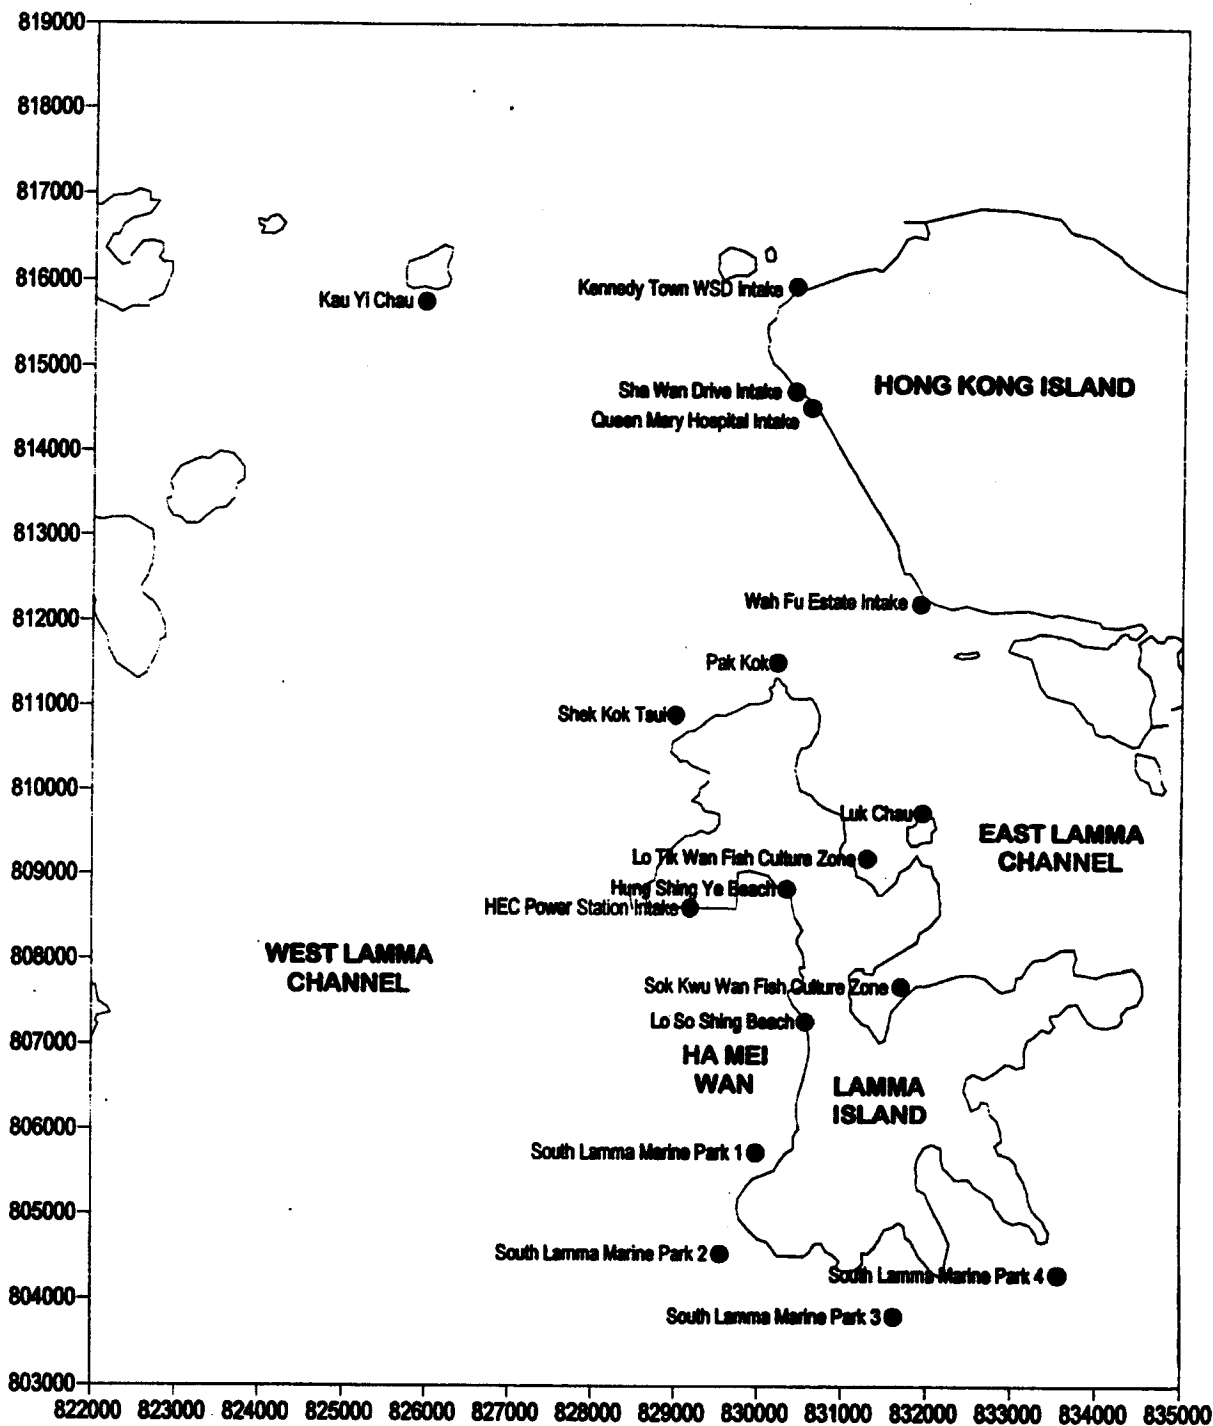 819000
818000
817000
816000
Kennedy Town WSD Intake
Kau Yi Chau
815000
Sha Wan Drive Intake
HONG KONG ISLAND
Queen Mary Hospital Intake
814000
813000
Wah Fu Estate Intake
812000
Pak Kok
Shek Kok Tsui
811000
810000
Luk Chau
EAST LAMMA
CHANNEL
Lo Tik Wan Fish Culture Zone
809000
Hung Shing Ye Beach
HEC Power Station Intake
WEST LAMMA
CHANNEL
808000
Sok Kwu Wan Fish Culture Zone
Lo So Shing Beach
807000
HA MEI
WAN
LAMMA
ISLAND
806000
South Lamma Marine Park 1
805000
South Lamma Marine Park 2
South Lamma Marine Park 4
804000
South Lamma Marine Park 3
803000
822000 823000 824000 825000 826000 827000 828000 829000 830000 831000 832000 833000 834000 835000